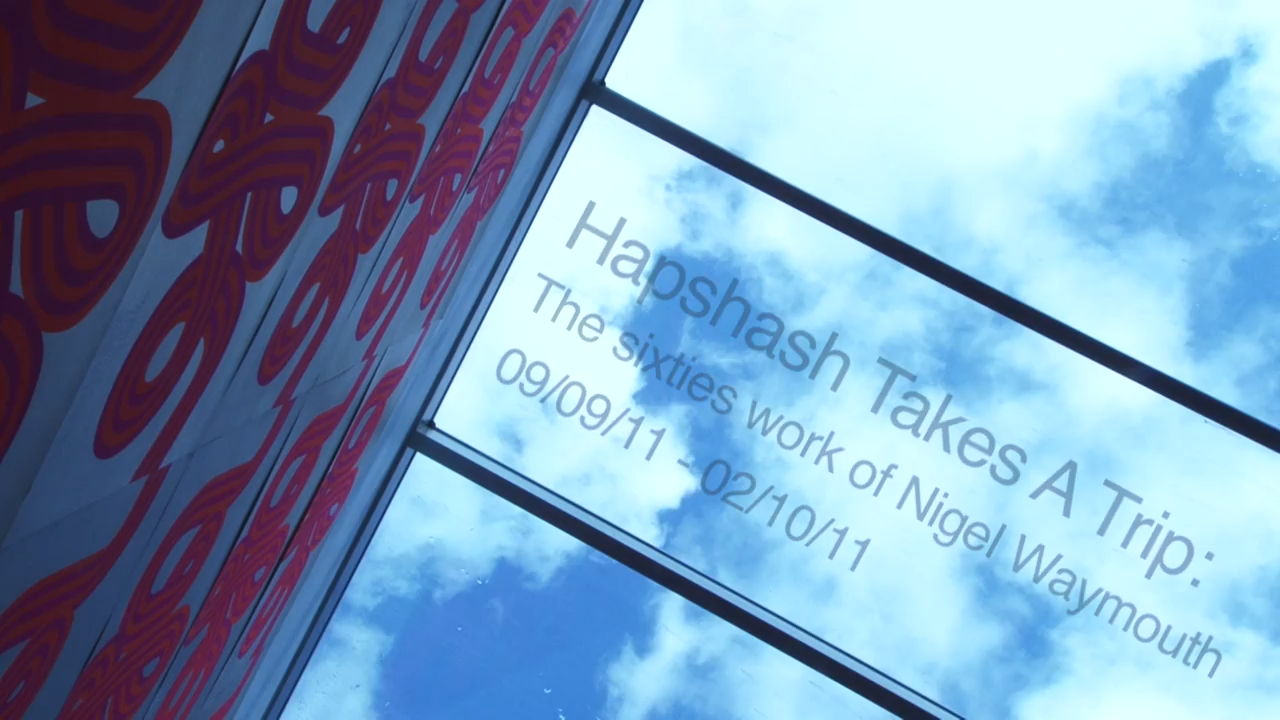 Hapshash Takes A Trip:
The sixties work of Nigel Waymouth
09/09/11 - 02/10/11